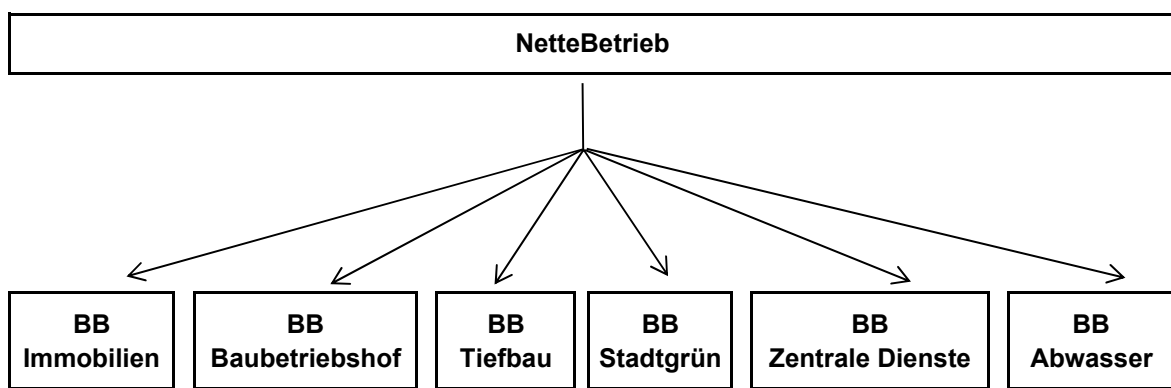 NetteBetrieb
BB
Immobilien
BB
Baubetriebshof
BB
Tiefbau
BB
Stadtgrün
BB
Zentrale Dienste
BB
Abwasser